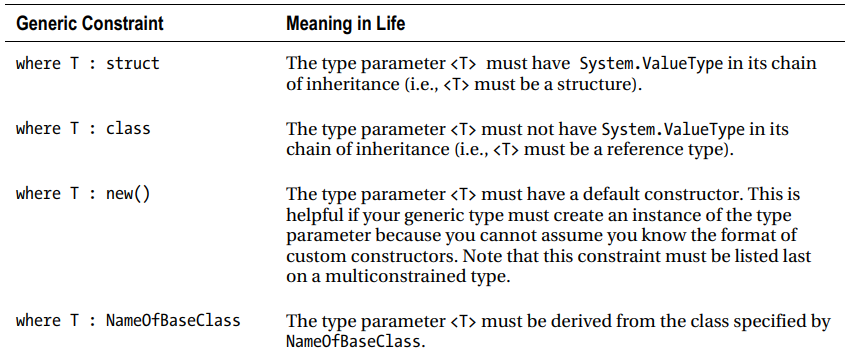 Generic Constraint Meaning in Life
where T : struct The type parameter <T> must have System.ValueType in its chain
of inheritance (i.e., <T> must be a structure).
where T : class The type parameter <T> must not have System.ValueType in its
chain of inheritance (i.e., <T> must be a reference type).
where T : new() The type parameter <T> must have a default constructor. This is
helpful if your generic type must create an instance of the type
parameter because you cannot assume you know the format of
custom constructors. Note that this constraint must be listed last
on a multiconstrained type.
where T : NameOfBaseClass The type parameter <T> must be derived from the class specified by
NameOfBaseClass.